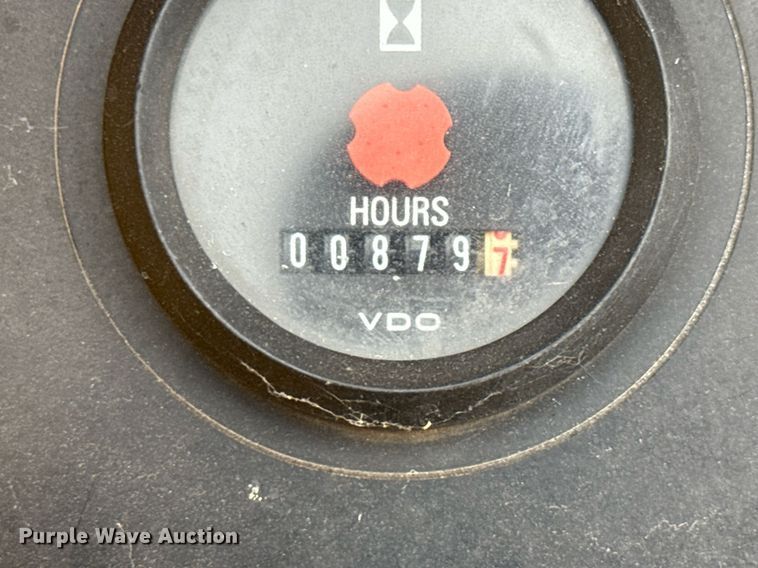 HOURS
008797
VDO
Purple Wave Auction